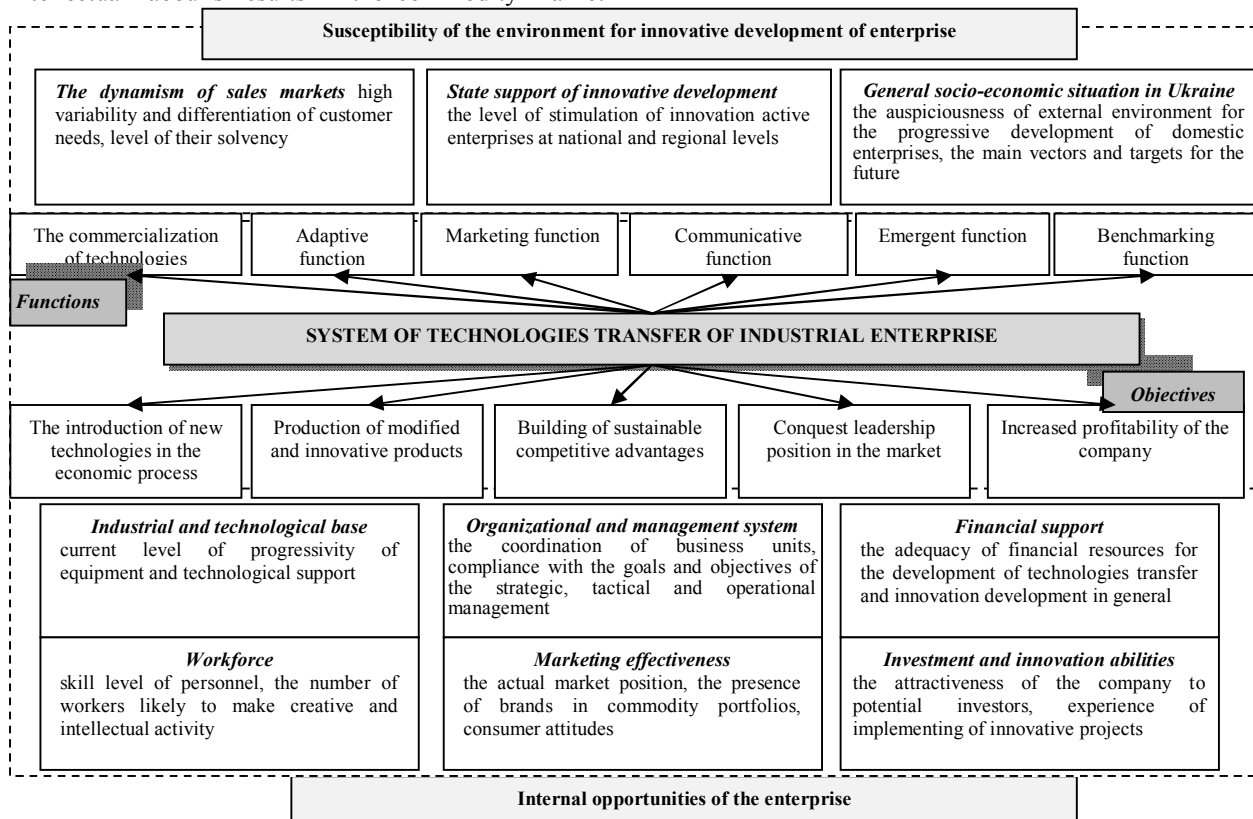 Susceptibility of the environment for innovative development of enterprise
The dynamism of sales markets high
variability and differentiation of customer
needs, level of their solvency
State support of innovative development
the level of stimulation of innovation active
enterprises at national and regional levels
General socio-economic situation in Ukraine
the auspiciousness of external environment for
the progressive development of domestic
enterprises, the main vectors and targets for the
future
The commercialization
of technologies
Adaptive
function
Marketing function
Communicative
function
Emergent function
Benchmarking
function
Functions
SYSTEM OF TECHNOLOGIES TRANSFER OF INDUSTRIAL ENTERPRISE
Objectives
The introduction of new
technologies in the
economic process
Production of modified
and innovative products
Building of sustainable
competitive advantages
Conquest leadership
position in the market
Increased profitability of the
company
Industrial and technological base
current level of progressivity of
equipment and technological support
Organizational and management system
the coordination of business units,
compliance with the goals and objectives of
the strategic, tactical and operational
management
Financial support
the adequacy of financial resources for
the development of technologies transfer
and innovation development in general
Workforce
skill level of personnel, the number of
workers likely to make creative and
intellectual activity
Marketing effectiveness
the actual market position, the presence
of brands in commodity portfolios,
consumer attitudes
Investment and innovation abilities
the attractiveness of the company to
potential investors, experience of
implementing of innovative projects
Internal opportunities of the enterprise